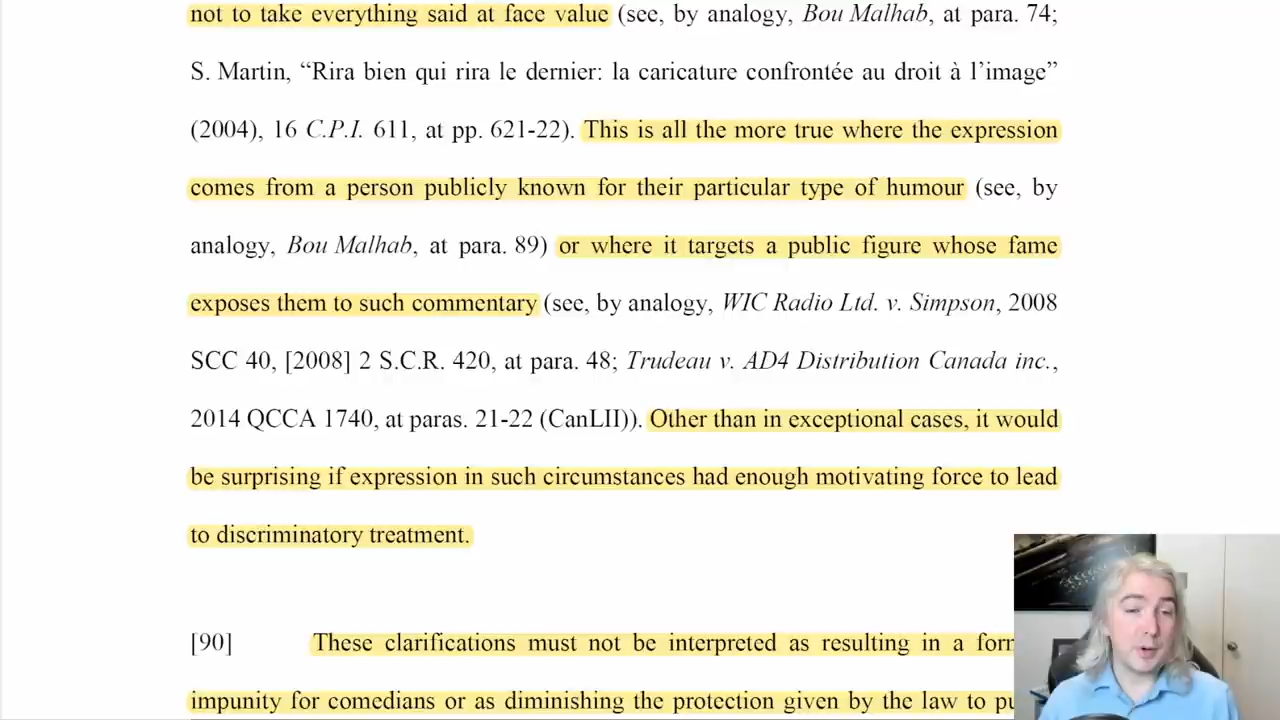 not to take everything said at face value (see, by analogy, Bou Malhab, at para. 74;
S. Martin, “Rira bien qui rira le dernier: la caricature confrontée au droit à l’image”
(2004), 16 C.P.I. 611, at pp. 621-22). This is all the more true where the expression
comes from a person publicly known for their particular type of humour (see, by
analogy, Bou Malhab, at para. 89) or where it targets a public figure whose fame
exposes them to such commentary (see, by analogy, WIC Radio Ltd. v. Simpson, 2008
SCC 40, [2008] 2 S.C.R. 420, at para. 48; Trudeau v. AD4 Distribution Canada inc.,
2014 QCCA 1740, at paras. 21-22 (CanLII)). Other than in exceptional cases, it would
be surprising if expression in such circumstances had enough motivating force to lead
to discriminatory treatment.
[90] These clarifications must not be interpreted as resulting in a
impunity for comedians or as diminishing the protection given by the law to